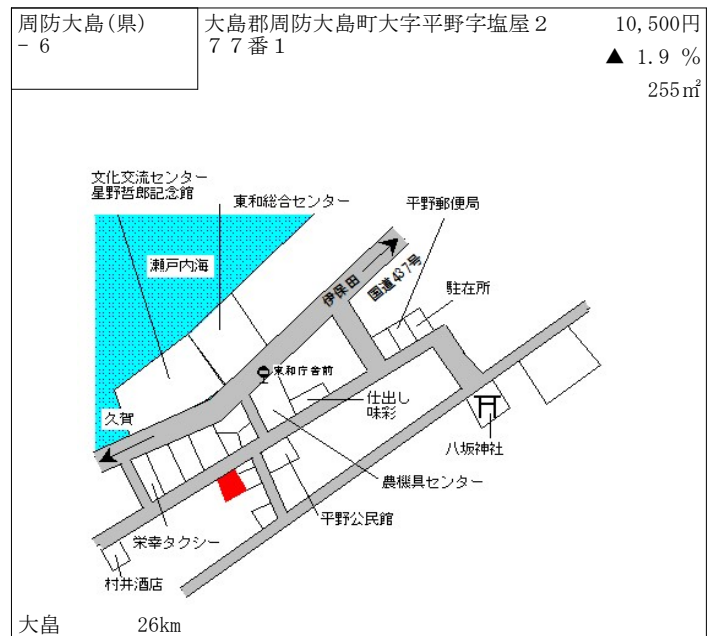 周防大島(県)
－6
大島郡周防大島町大字平野字塩屋２
７７番１
10,500円
▲ 1.9 %
255㎡
文化交流センター
星野哲郎記念館
東和総合センター
平野郵便局
瀬戸内海
伊保田
国道437号
駐在所
東和庁舎前
仕出し
味彩
久賀
八坂神社
農機具センター
平野公民館
栄幸タクシー
村井酒店
大畠 26km